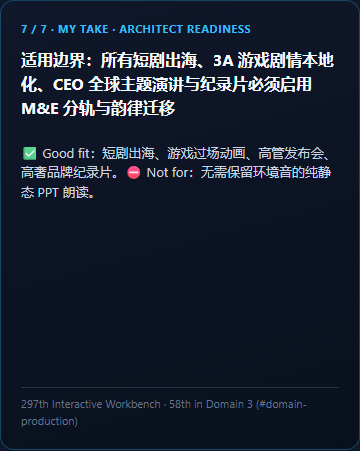 7 / 7 · MY TAKE · ARCHITECT READINESS
适用边界：所有短剧出海、3A 游戏剧情本地
化、CEO 全球主题演讲与纪录片必须启用
M&E 分轨与韵律迁移
✅ Good fit：短剧出海、游戏过场动画、高管发布会、
高奢品牌纪录片。⛔ Not for：无需保留环境音的纯静
态 PPT 朗读。
297th Interactive Workbench · 58th in Domain 3 (#domain-
production)